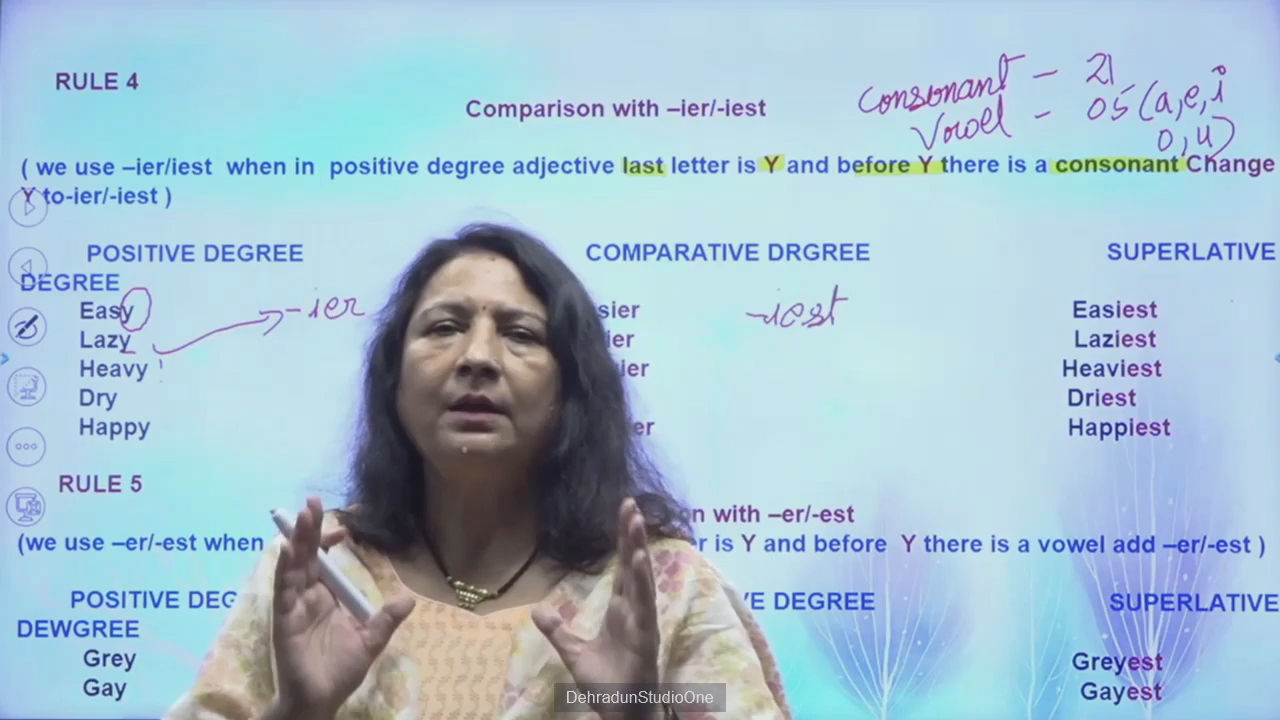 RULE 4
Consonant - 21
Comparison with –ier/-iest
Vowel - 05 (a,e,i
o,u)
( we use –ier/iest when in positive degree adjective last letter is Y and before Y there is a consonant Change
Y to-ier/-iest )
POSITIVE DEGREE COMPARATIVE DRGREE SUPERLATIVE
DEGREE
Easy -ier sier -iest Easiest
Lazy ier Laziest
Heavy ier Heaviest
Dry Driest
Happy er Happiest
RULE 5
n with –er/-est
(we use –er/-est when r is Y and before Y there is a vowel add –er/-est )
POSITIVE DEG VE DEGREE SUPERLATIVE
DEWGREE
Grey Greyest
Gay Gayest
DehradunStudioOne